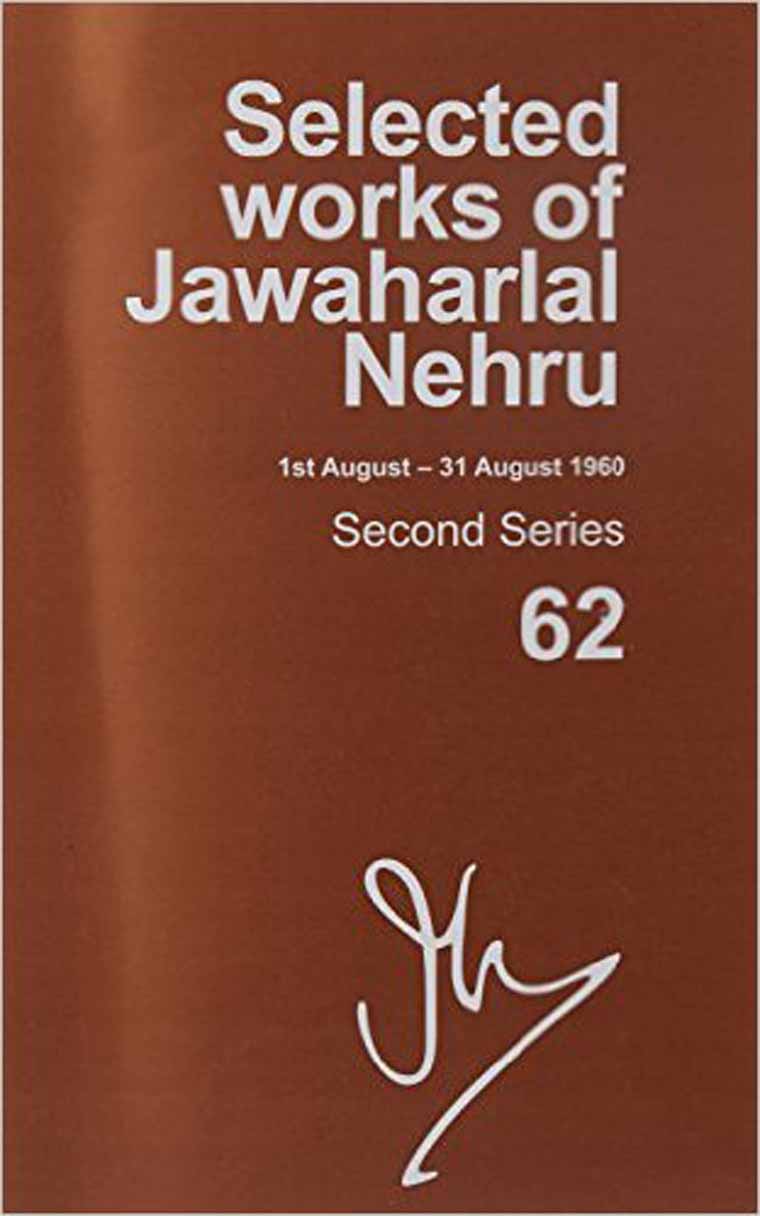 Selected
works of
Jawaharlal
Nehru
1st August – 31 August 1960
Second Series
62